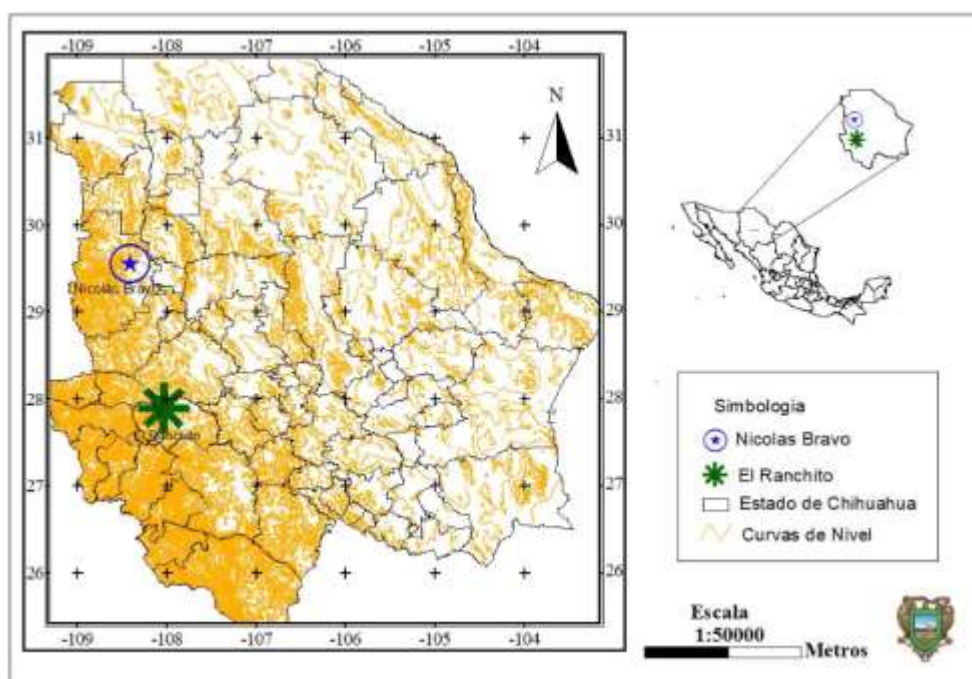 -109 -108 -107 -106 -105 -104
31 31
30 30
29 29
28 28
27 27
26 26
-109 -108 -107 -106 -105 -104
N
Nicolas Bravo
Simbologia
Nicolas Bravo
El Ranchito
Estado de Chihuahua
Curvas de Nivel
Escala
1:50000
Metros